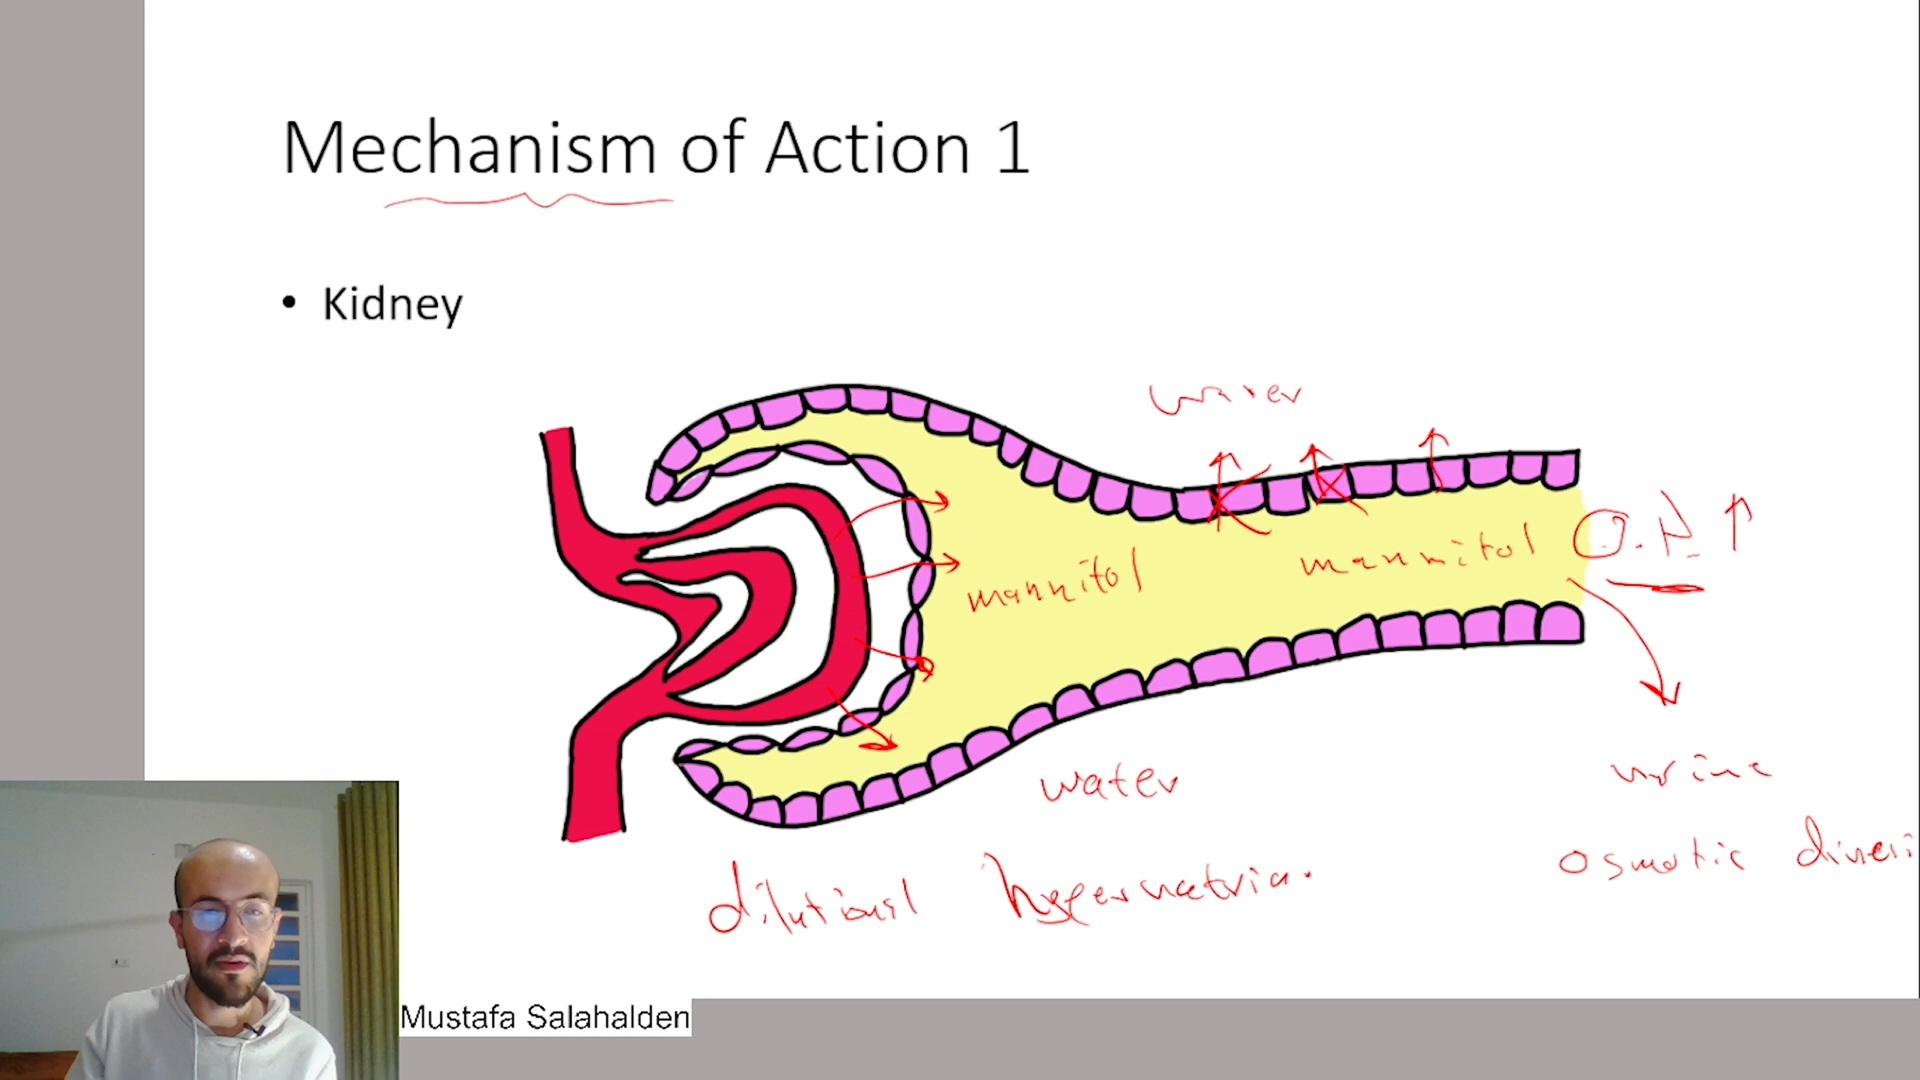 Mechanism of Action 1
• Kidney
water
mannitol
mannitol
O.P. ↑
water
urine
dilutional hypernatria.
osmotic
Mustafa Salahalden